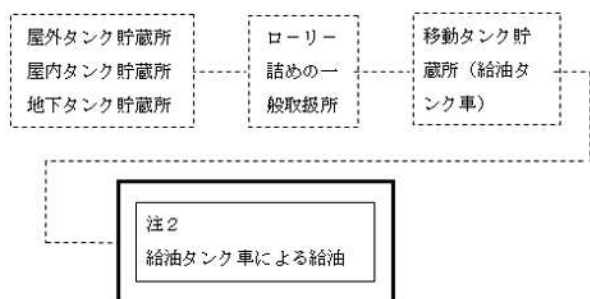 屋外タンク貯蔵所
屋内タンク貯蔵所
地下タンク貯蔵所
ローリー
詰めの一
般取扱所
移動タンク貯
蔵所（給油タ
ンク車）
注２
給油タンク車による給油